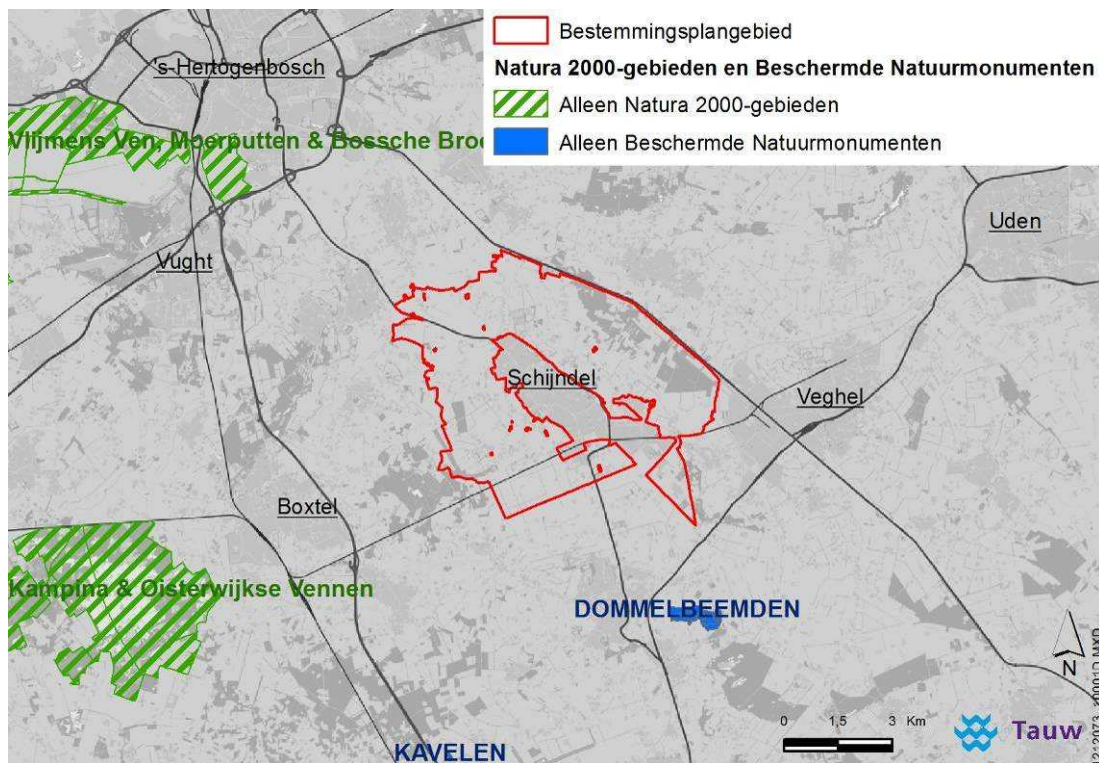 Bestemmingsplangebied
Natura 2000-gebieden en Beschermde Natuurmonumenten
Alleen Natura 2000-gebieden
Alleen Beschermde Natuurmonumenten
's-Hertogenbosch
Vlijmens Ven, Moerputten & Bossche Broe
Uden
Vught
Schijndel
Veghel
Boxtel
Kampina & Oisterwijkse Vennen
DOMMELBEEMDEN
N
0 1,5 3 Km
Tauw
KAVELEN